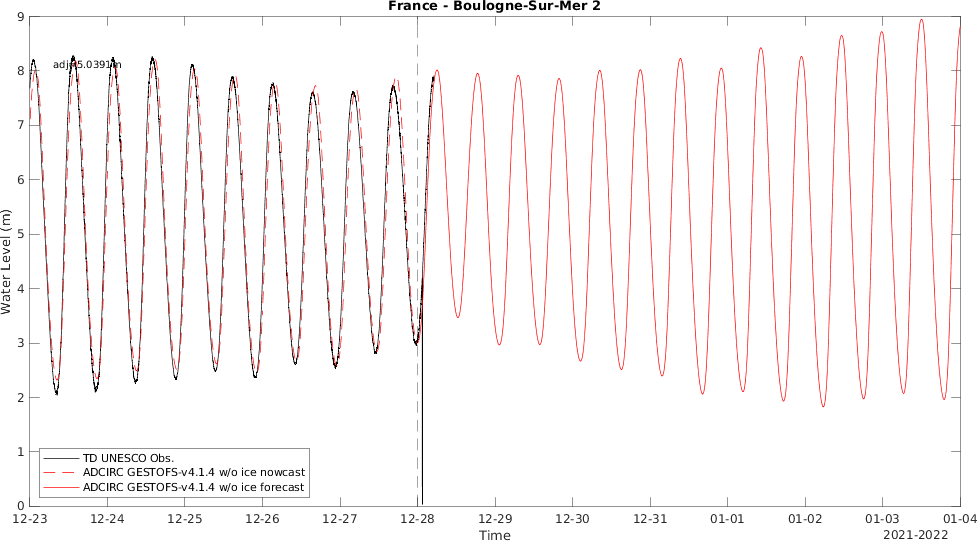 France - Boulogne-Sur-Mer 2
9
8
7
6
5
4
3
2
1
0
Water Level (m)
TD UNESCO Obs.
ADCIRC GESTOFS-v4.1.4 w/o ice nowcast
ADCIRC GESTOFS-v4.1.4 w/o ice forecast
12-23 12-24 12-25 12-26 12-27 12-28 12-29 12-30 12-31 01-01 01-02 01-03 01-04
Time
2021-2022